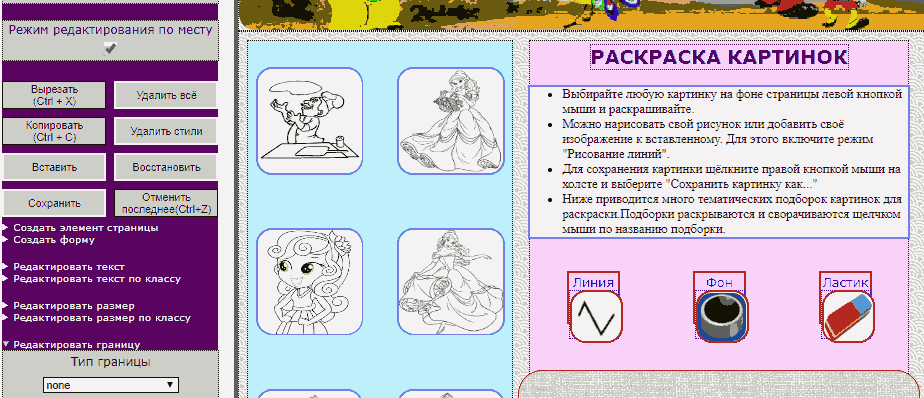 Режим редактирования по месту
Вырезать
(Ctrl + X)
Удалить всё
Копировать
(Ctrl + C)
Удалить стили
Вставить
Восстановить
Сохранить
Отменить
последнее(Ctrl+Z)
Создать элемент страницы
Создать форму
Редактировать текст
Редактировать текст по классу
Редактировать размер
Редактировать размер по классу
Редактировать границу
Тип границы
none
РАСКРАСКА КАРТИНОК
Выбирайте любую картинку на фоне страницы левой кнопкой
мыши и раскрашивайте.
Можно нарисовать свой рисунок или добавить своё
изображение к вставленному. Для этого включите режим
"Рисование линий".
Для сохранения картинки щёлкните правой кнопкой мыши на
холсте и выберите "Сохранить картинку как..."
Ниже приводится много тематических подборок картинок для
раскраски.Подборки раскрываются и сворачиваются щелчком
мыши по названию подборки.
Линия
Фон
Ластик